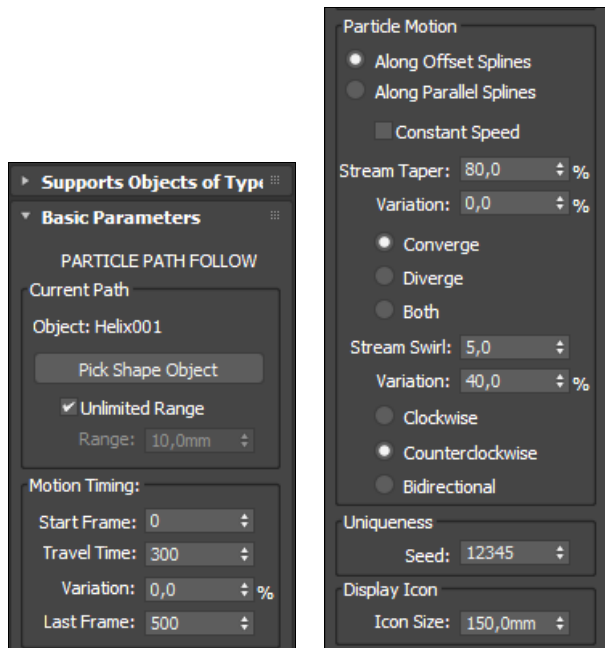 Supports Objects of Type
Basic Parameters
PARTICLE PATH FOLLOW
Current Path
Object: Helix001
Pick Shape Object
Unlimited Range
Range: 10,0mm
Motion Timing:
Start Frame: 0
Travel Time: 300
Variation: 0,0 %
Last Frame: 500
Particle Motion
Along Offset Splines
Along Parallel Splines
Constant Speed
Stream Taper: 80,0 %
Variation: 0,0 %
Converge
Diverge
Both
Stream Swirl: 5,0
Variation: 40,0 %
Clockwise
Counterclockwise
Bidirectional
Uniqueness
Seed: 12345
Display Icon
Icon Size: 150,0mm